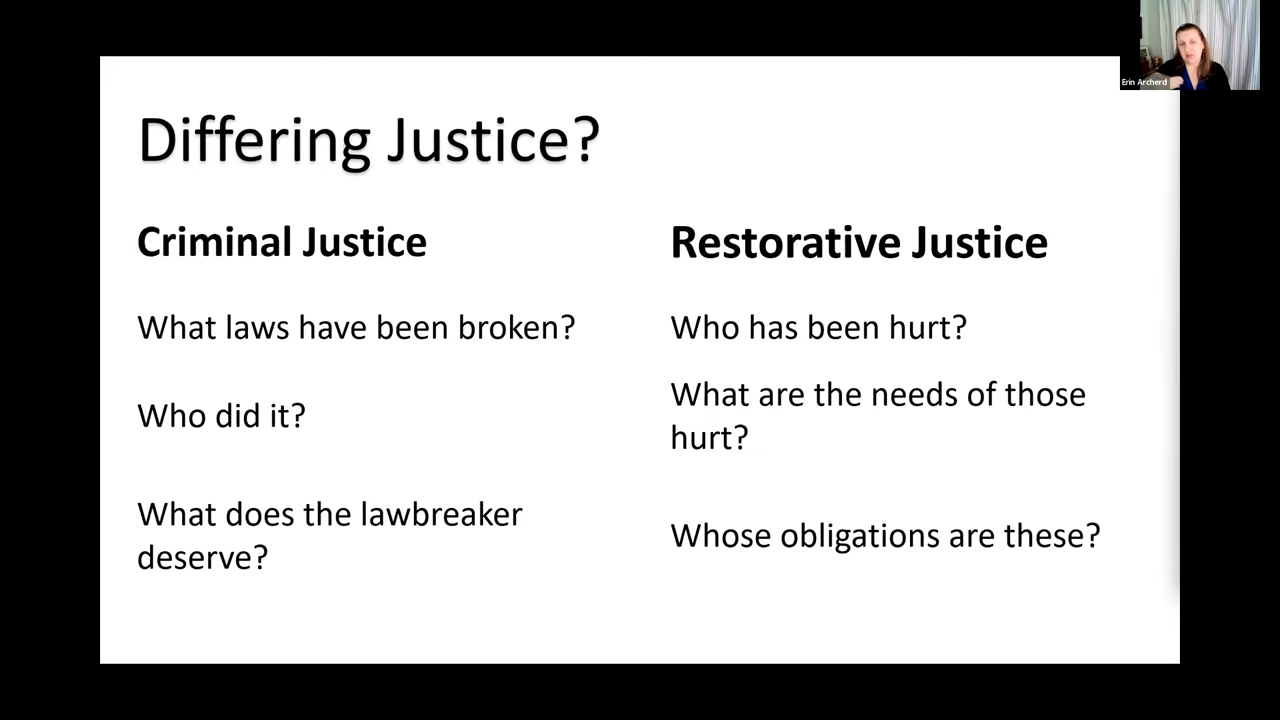 Erin Archerd
Differing Justice?
Criminal Justice
Restorative Justice
What laws have been broken?
Who has been hurt?
Who did it?
What are the needs of those
hurt?
What does the lawbreaker
deserve?
Whose obligations are these?